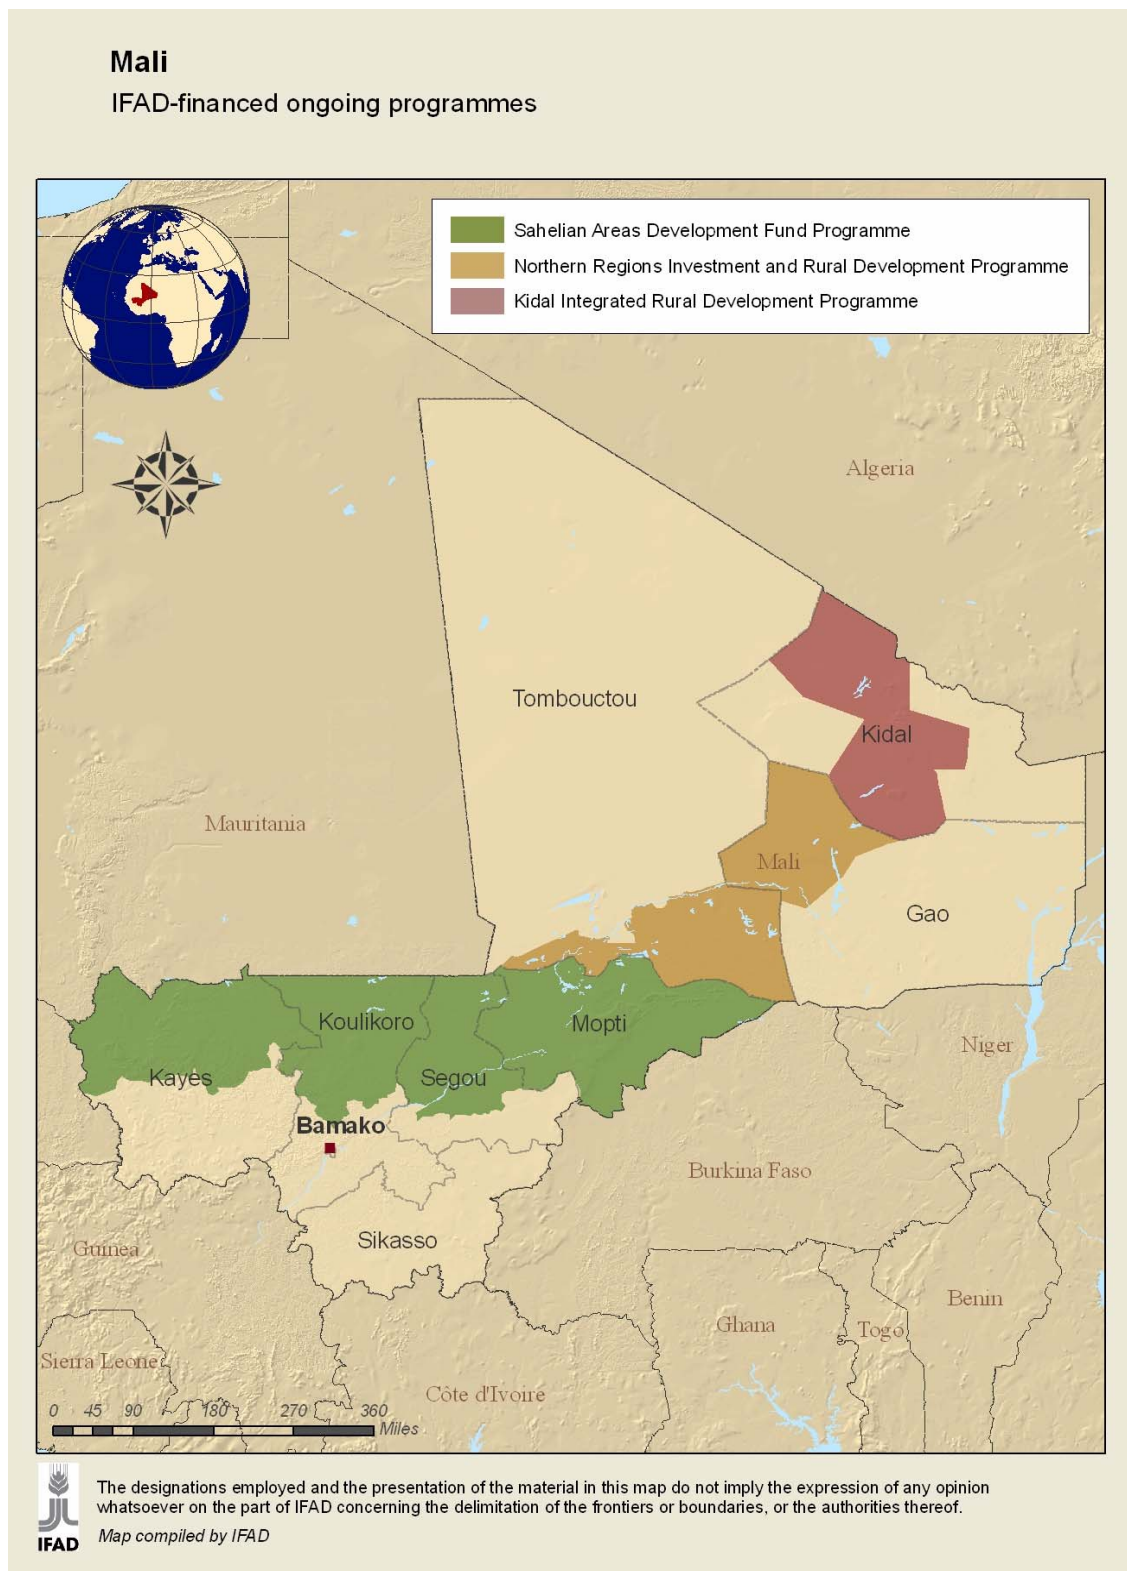 Mali
IFAD-financed ongoing programmes
Sahelian Areas Development Fund Programme
Northern Regions Investment and Rural Development Programme
Kidal Integrated Rural Development Programme
Algeria
Tombouctou
Kidal
Mauritania
Mali
Gao
Koulikoro
Mopti
Niger
Kayes
Segou
Bamako
Burkina Faso
Sikasso
Guinea
Benin
Ghana
Togo
Sierra Leone
Côte d'Ivoire
0 45 90 180 270 360
Miles
The designations employed and the presentation of the material in this map do not imply the expression of any opinion
whatsoever on the part of IFAD concerning the delimitation of the frontiers or boundaries, or the authorities thereof.
Map compiled by IFAD
IFAD